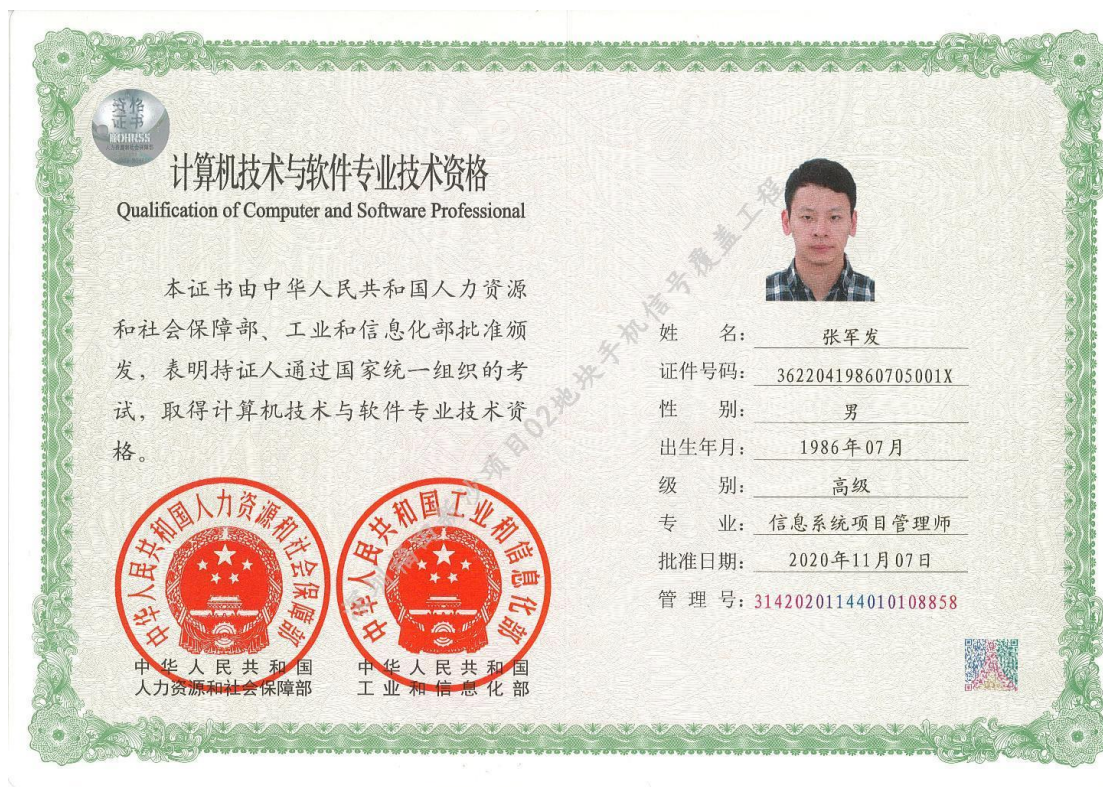 资格
证书
MOHRSS
计算机技术与软件专业技术资格
Qualification of Computer and Software Professional
本证书由中华人民共和国人力资源
和社会保障部、工业和信息化部批准颁
发，表明持证人通过国家统一组织的考
试，取得计算机技术与软件专业技术资
格。
中华人民共和国人力资源和社会保障部
中华人民共和国工业和信息化部
中华人民共和国
人力资源和社会保障部
中华人民共和国
工业和信息化部
姓 名： 张军发
证件号码： 36220419860705001X
性 别： 男
出生年月： 1986年07月
级 别： 高级
专 业： 信息系统项目管理师
批准日期： 2020年11月07日
管 理 号： 31420201144010108858
项目02地块手机信号覆盖工程